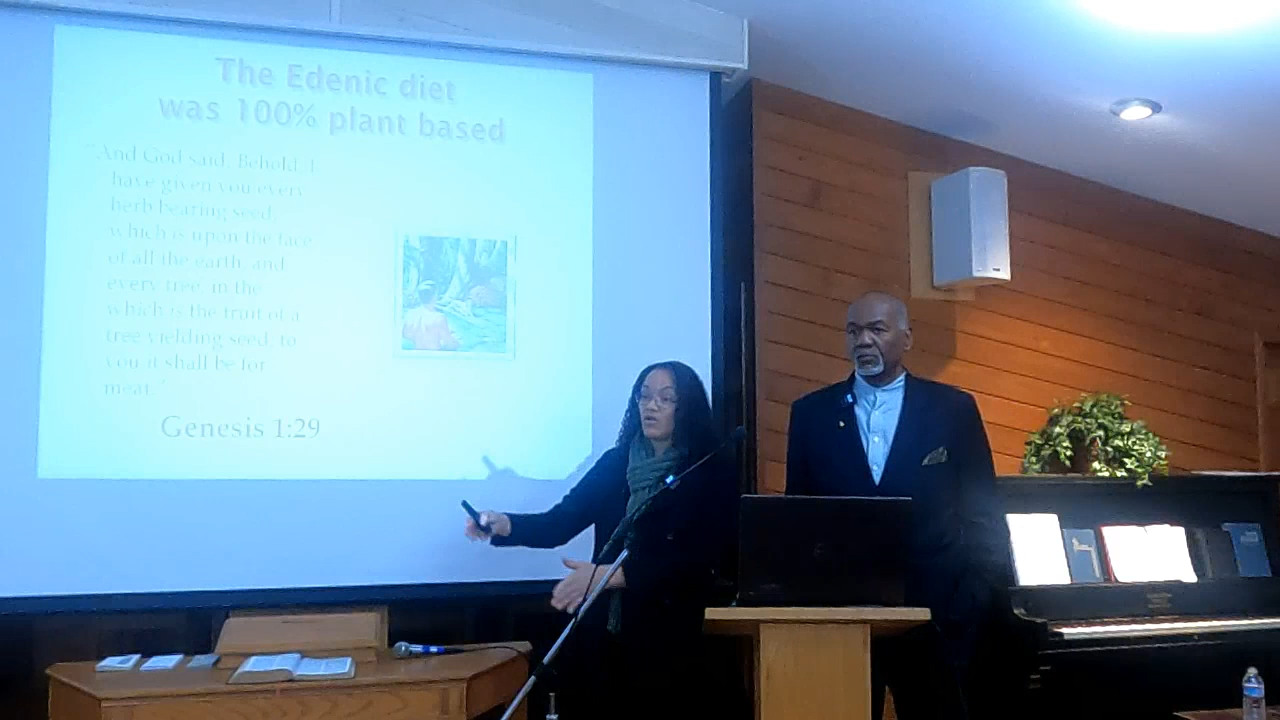 The Edenic diet
was 100% plant based
"And God said, Behold, I
have given you every
herb bearing seed,
which is upon the face
of all the earth, and
every tree, in the
which is the fruit of a
tree yielding seed; to
you it shall be for
meat."
Genesis 1:29